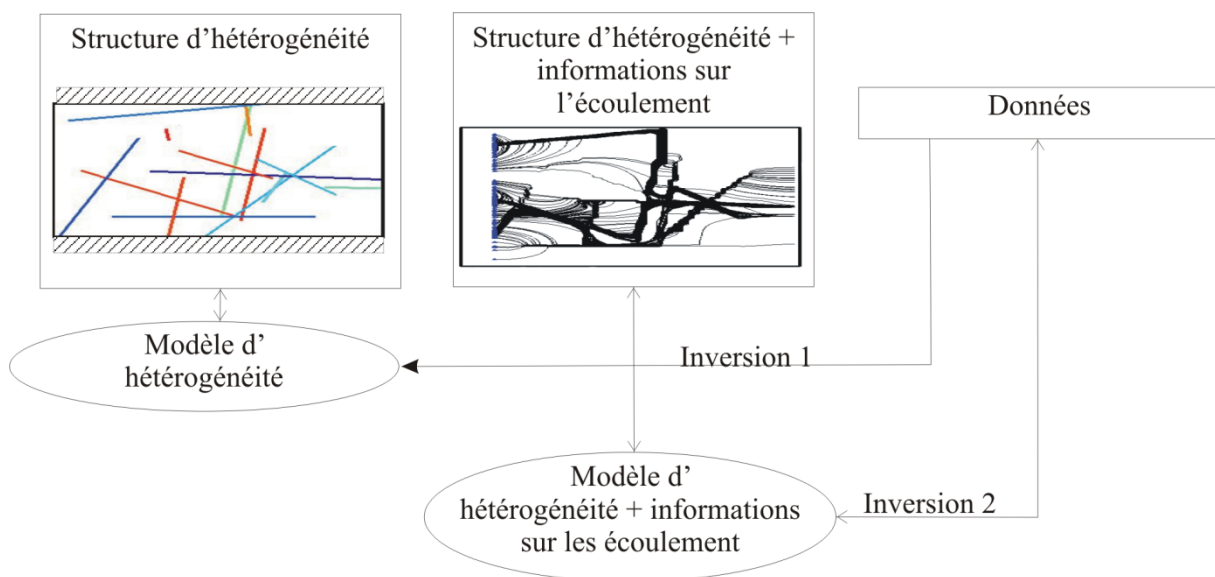 Structure d'hétérogénéité
Structure d'hétérogénéité +
informations sur
l'écoulement
Données
Modèle d'
hétérogénéité
Inversion 1
Modèle d'
hétérogénéité + informations
sur les écoulement
Inversion 2